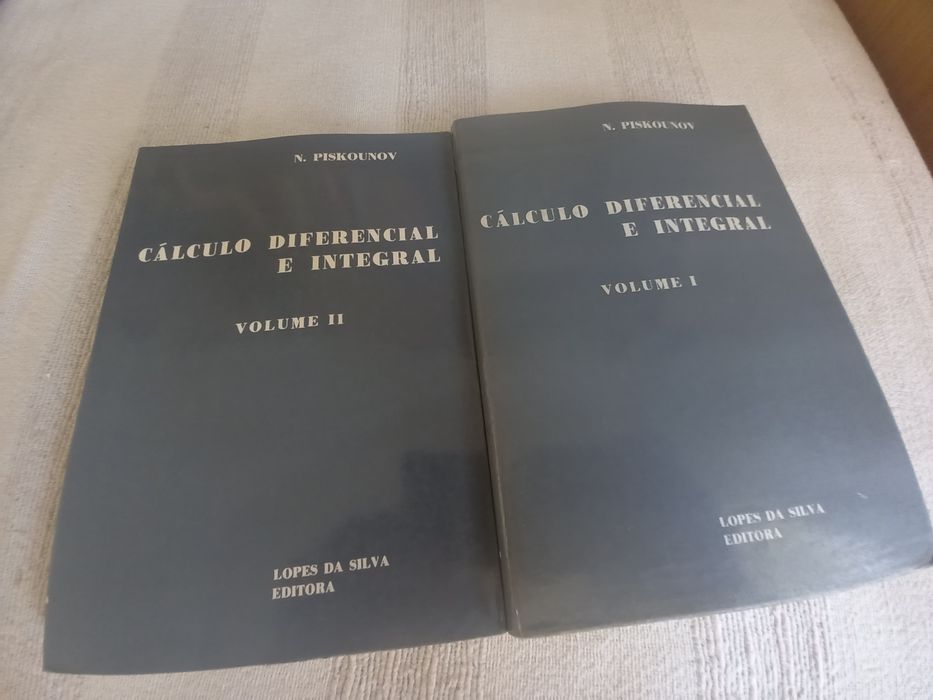 N. PISKOUNOV
CÁLCULO DIFERENCIAL
E INTEGRAL
VOLUME II
LOPES DA SILVA
EDITORA
N. PISKOUNOV
CÁLCULO DIFERENCIAL
E INTEGRAL
VOLUME I
LOPES DA SILVA
EDITORA